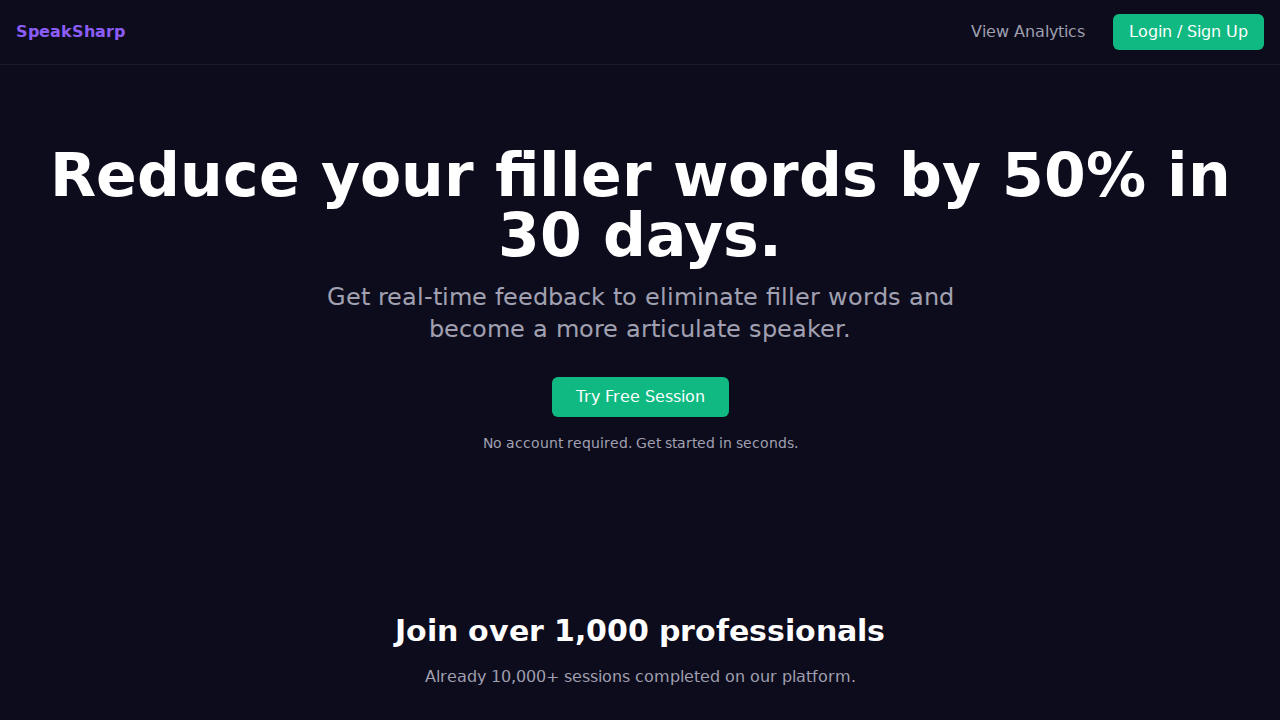 SpeakSharp
View Analytics
Login / Sign Up
Reduce your filler words by 50% in
30 days.
Get real-time feedback to eliminate filler words and
become a more articulate speaker.
Try Free Session
No account required. Get started in seconds.
Join over 1,000 professionals
Already 10,000+ sessions completed on our platform.